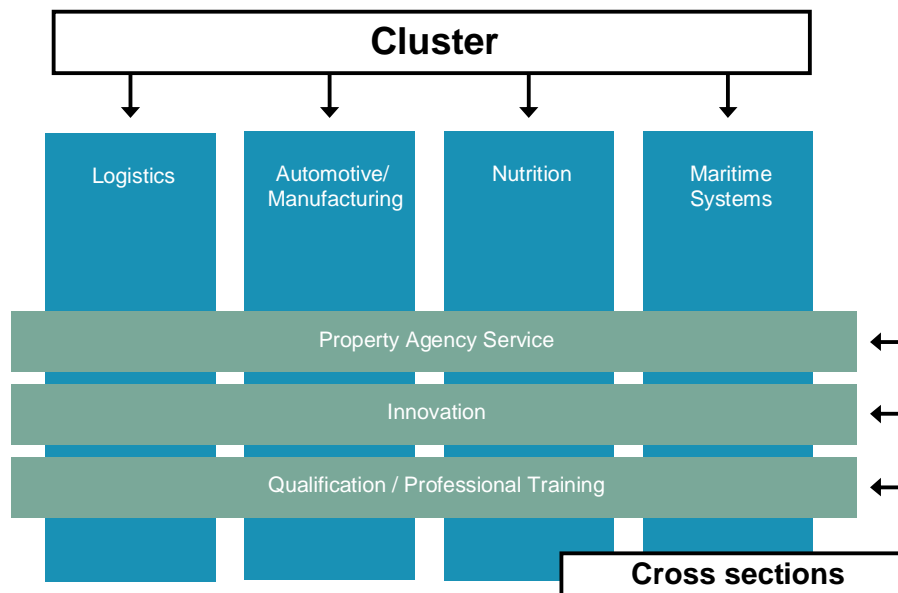 Cluster
Logistics
Automotive/
Manufacturing
Nutrition
Maritime
Systems
Property Agency Service
Innovation
Qualification / Professional Training
Cross sections